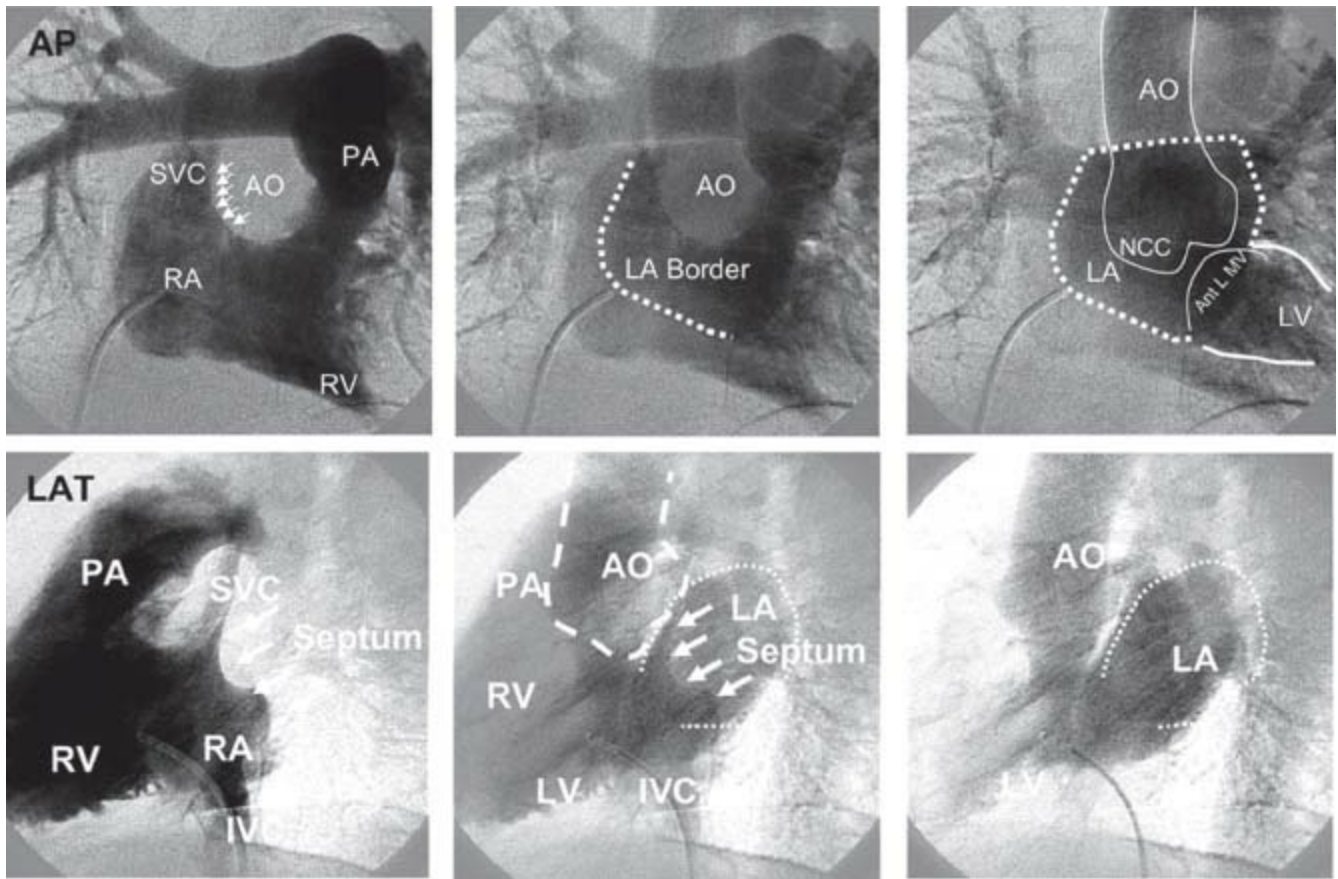 AP
PA
SVC
AO
RA
RV
AO
LA Border
AO
NCC
LA
Ant L MV
LV
LAT
PA
SVC
Septum
RV
RA
IVC
AO
PA
LA
Septum
RV
LV
IVC
AO
LA
LV